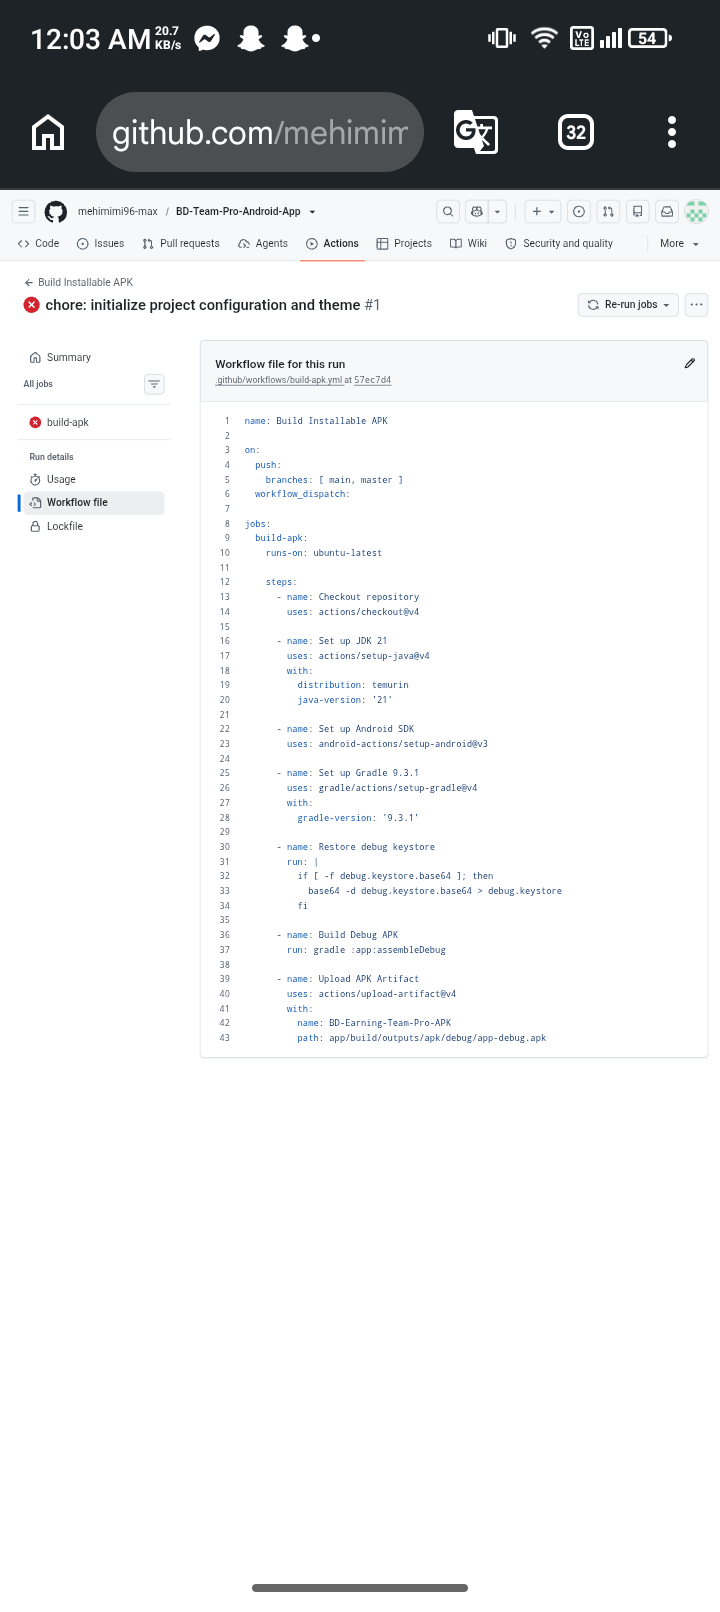 12:03 AM 20.7 KB/s Vo LTE 54
github.com/mehimim 32
mehimimi96-max / BD-Team-Pro-Android-App
Code Issues Pull requests Agents Actions Projects Wiki Security and quality More
Build Installable APK
chore: initialize project configuration and theme #1 Re-run jobs
Summary
All jobs
build-apk
Run details
Usage
Workflow file
Lockfile
Workflow file for this run
.github/workflows/build-apk.yml at 57ec7d4
1 name: Build Installable APK
2
3 on:
4 push:
5 branches: [ main, master ]
6 workflow_dispatch:
7
8 jobs:
9 build-apk:
10 runs-on: ubuntu-latest
11
12 steps:
13 - name: Checkout repository
14 uses: actions/checkout@v4
15
16 - name: Set up JDK 21
17 uses: actions/setup-java@v4
18 with:
19 distribution: temurin
20 java-version: '21'
21
22 - name: Set up Android SDK
23 uses: android-actions/setup-android@v3
24
25 - name: Set up Gradle 9.3.1
26 uses: gradle/actions/setup-gradle@v4
27 with:
28 gradle-version: '9.3.1'
29
30 - name: Restore debug keystore
31 run: |
32 if [ -f debug.keystore.base64 ]; then
33 base64 -d debug.keystore.base64 > debug.keystore
34 fi
35
36 - name: Build Debug APK
37 run: gradle :app:assembleDebug
38
39 - name: Upload APK Artifact
40 uses: actions/upload-artifact@v4
41 with:
42 name: BD-Earning-Team-Pro-APK
43 path: app/build/outputs/apk/debug/app-debug.apk